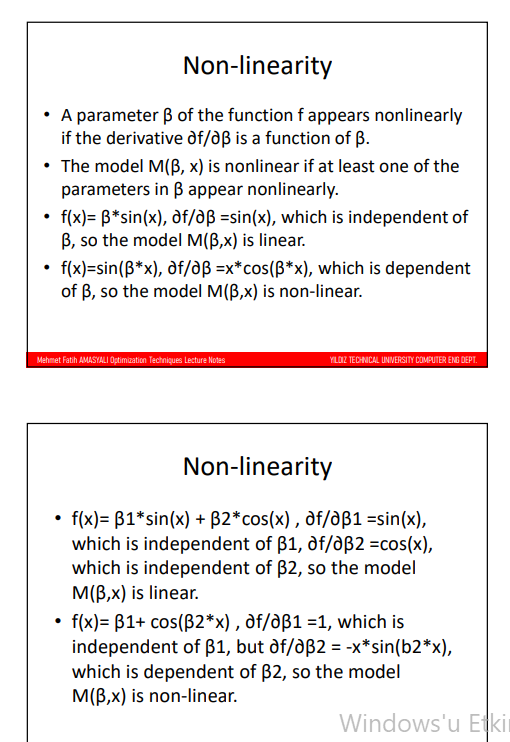 Non-linearity
• A parameter β of the function f appears nonlinearly
if the derivative ∂f/∂β is a function of β.
• The model M(β, x) is nonlinear if at least one of the
parameters in β appear nonlinearly.
• f(x)= β*sin(x), ∂f/∂β =sin(x), which is independent of
β, so the model M(β,x) is linear.
• f(x)=sin(β*x), ∂f/∂β =x*cos(β*x), which is dependent
of β, so the model M(β,x) is non-linear.
Mehmet Fatih AMASYALI Optimization Techniques Lecture Notes
YILDIZ TECHNICAL UNIVERSITY COMPUTER ENG DEPT.
Non-linearity
• f(x)= β1*sin(x) + β2*cos(x) , ∂f/∂β1 =sin(x),
which is independent of β1, ∂f/∂β2 =cos(x),
which is independent of β2, so the model
M(β,x) is linear.
• f(x)= β1+ cos(β2*x) , ∂f/∂β1 =1, which is
independent of β1, but ∂f/∂β2 = -x*sin(b2*x),
which is dependent of β2, so the model
M(β,x) is non-linear.
Windows'u Etki